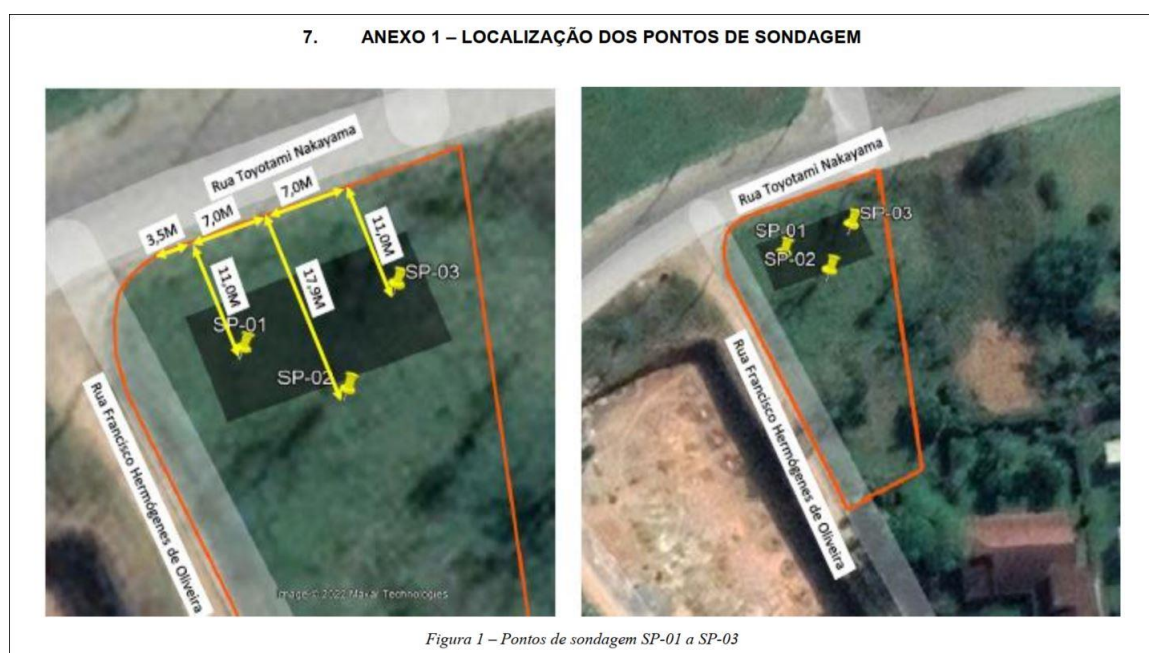 7. ANEXO 1 – LOCALIZAÇÃO DOS PONTOS DE SONDAGEM
Rua Toyotami Nakayama
3,5M
7,0M
7,0M
11,0M
17,9M
11,0M
SP-01
SP-02
SP-03
Rua Francisco Hermógenes de Oliveira
Image © 2022 Maxar Technologies
Rua Toyotami Nakayama
SP-01
SP-02
SP-03
Rua Francisco Hermógenes de Oliveira
Figura 1 – Pontos de sondagem SP-01 a SP-03